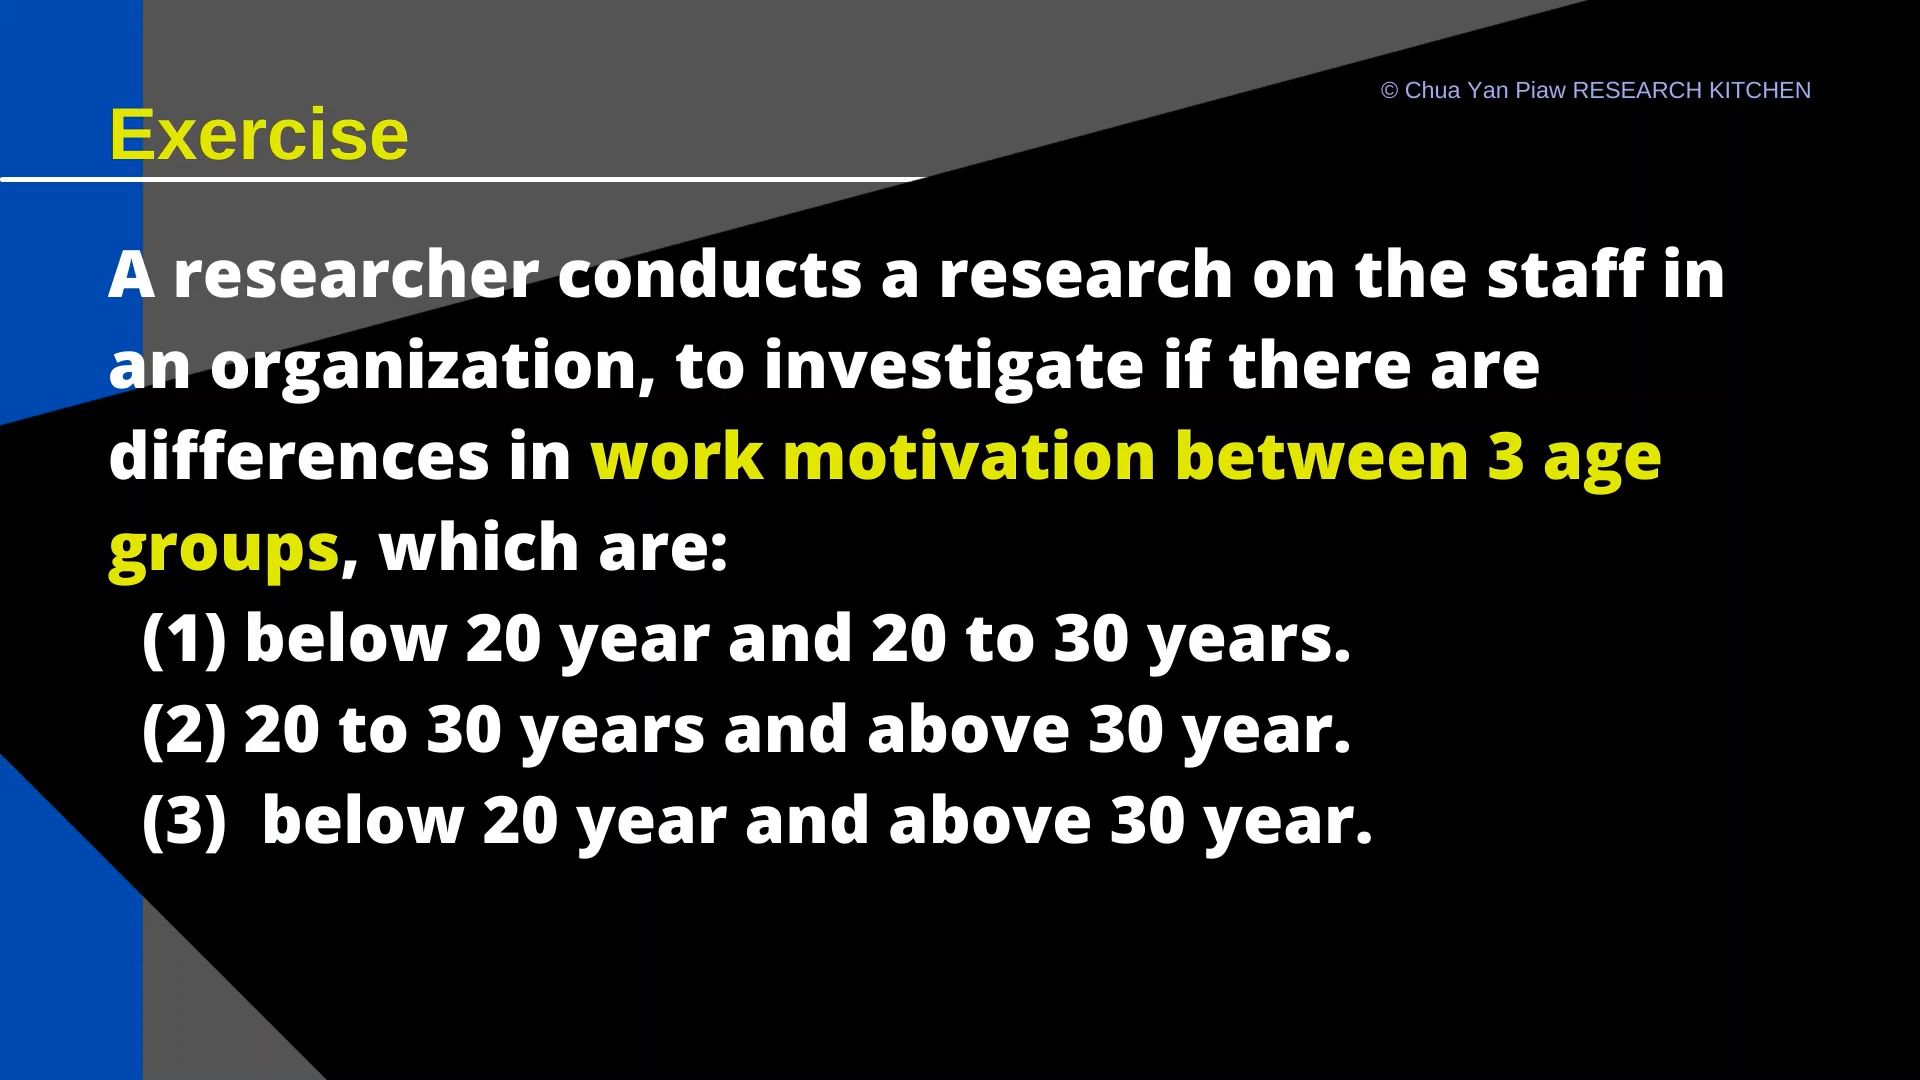 © Chua Yan Piaw RESEARCH KITCHEN
Exercise
A researcher conducts a research on the staff in
an organization, to investigate if there are
differences in work motivation between 3 age
groups, which are:
(1) below 20 year and 20 to 30 years.
(2) 20 to 30 years and above 30 year.
(3) below 20 year and above 30 year.